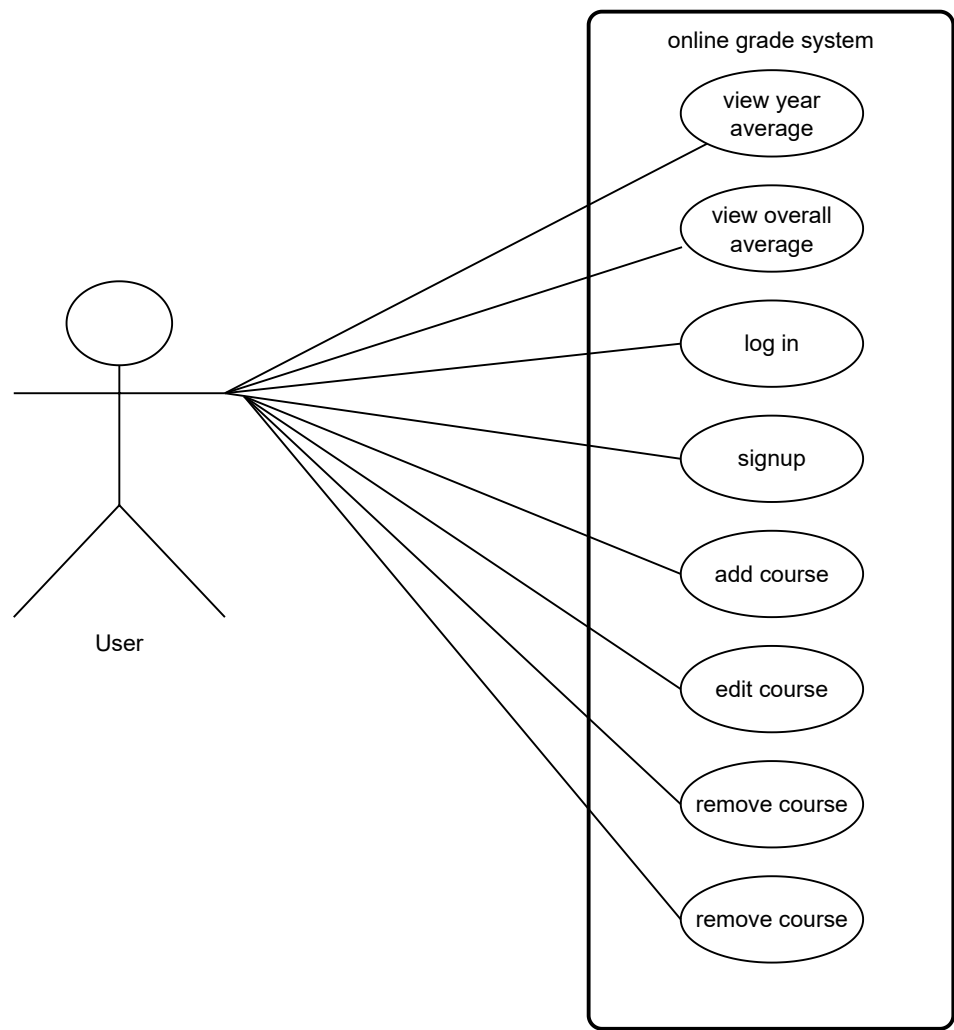 online grade system
view year
average
view overall
average
log in
signup
add course
User
edit course
remove course
remove course